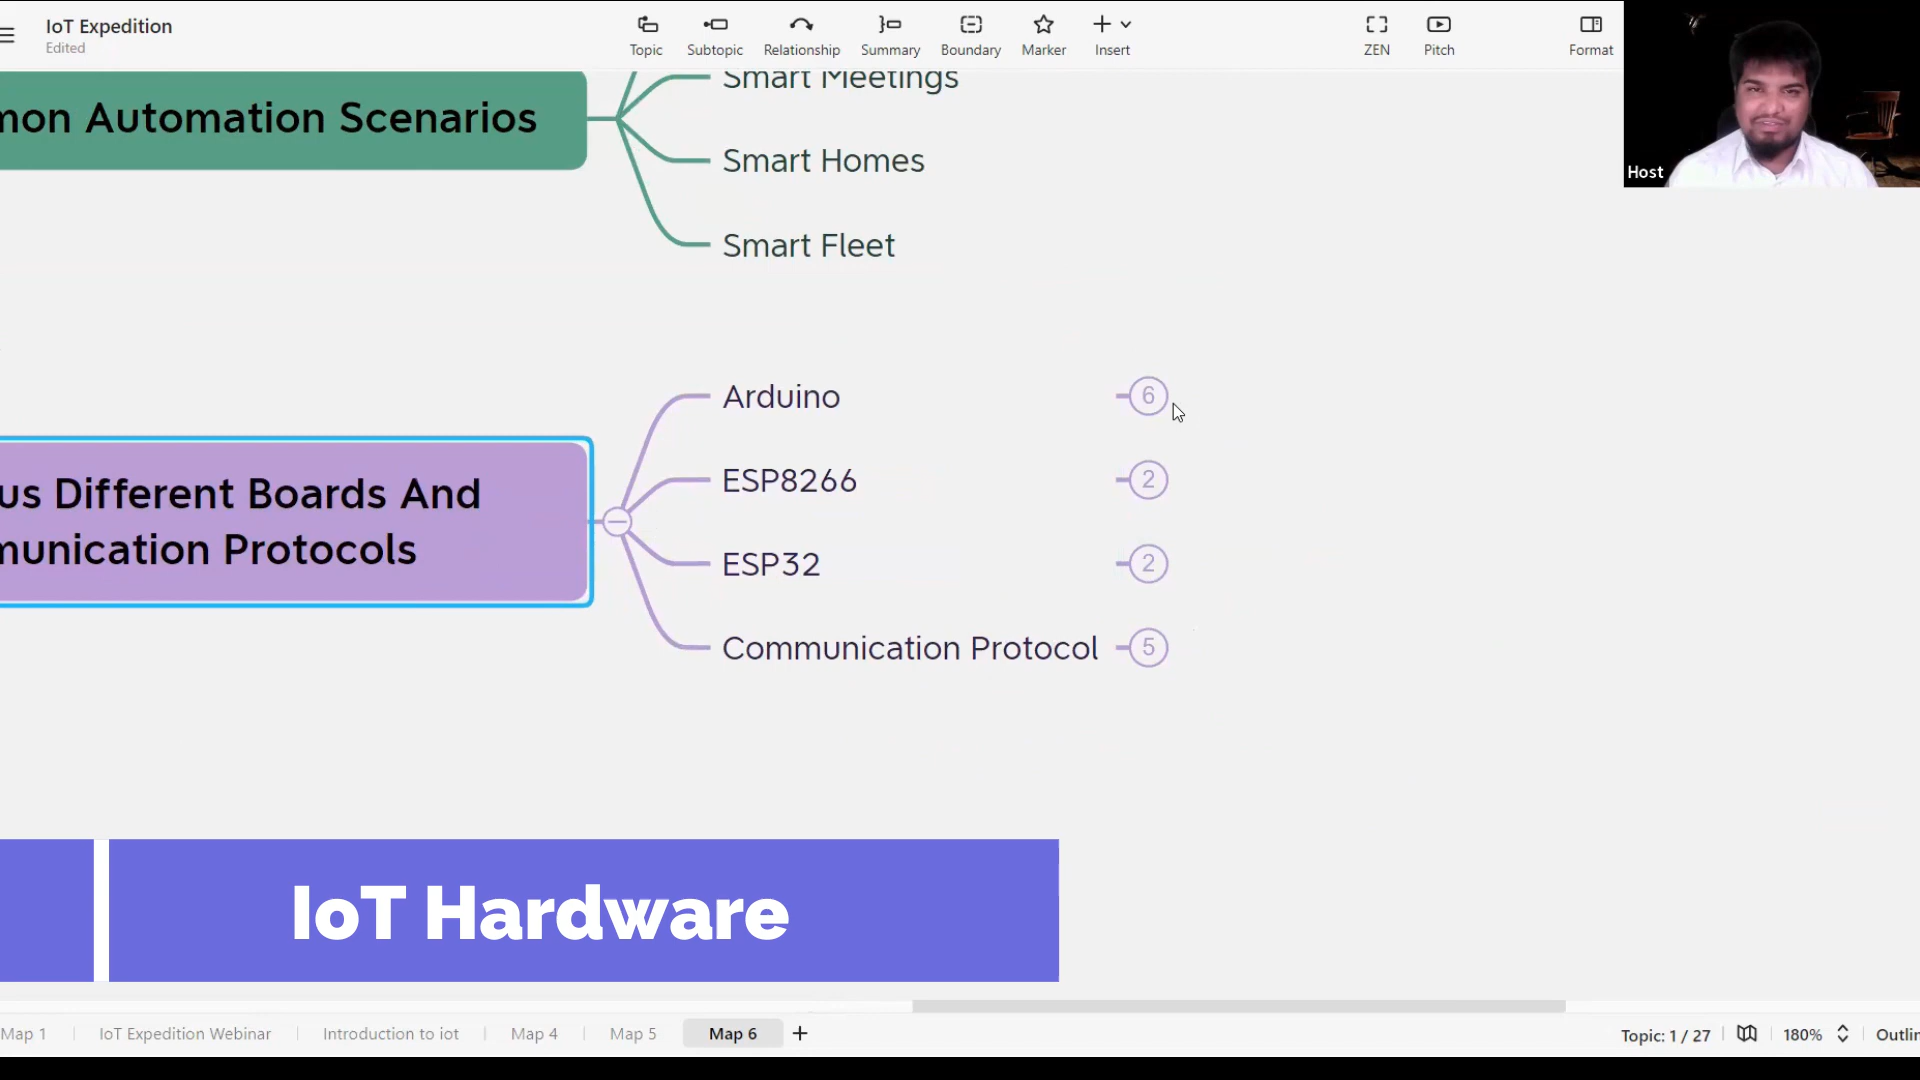 IoT Expedition
Edited
Topic
Subtopic
Relationship
Summary
Boundary
Marker
Insert
ZEN
Pitch
Format
Host
mon Automation Scenarios
Smart Meetings
Smart Homes
Smart Fleet
us Different Boards And
munication Protocols
Arduino
6
ESP8266
2
ESP32
2
Communication Protocol
5
IoT Hardware
Map 1
IoT Expedition Webinar
Introduction to iot
Map 4
Map 5
Map 6
Topic: 1 / 27
180%
Outlin